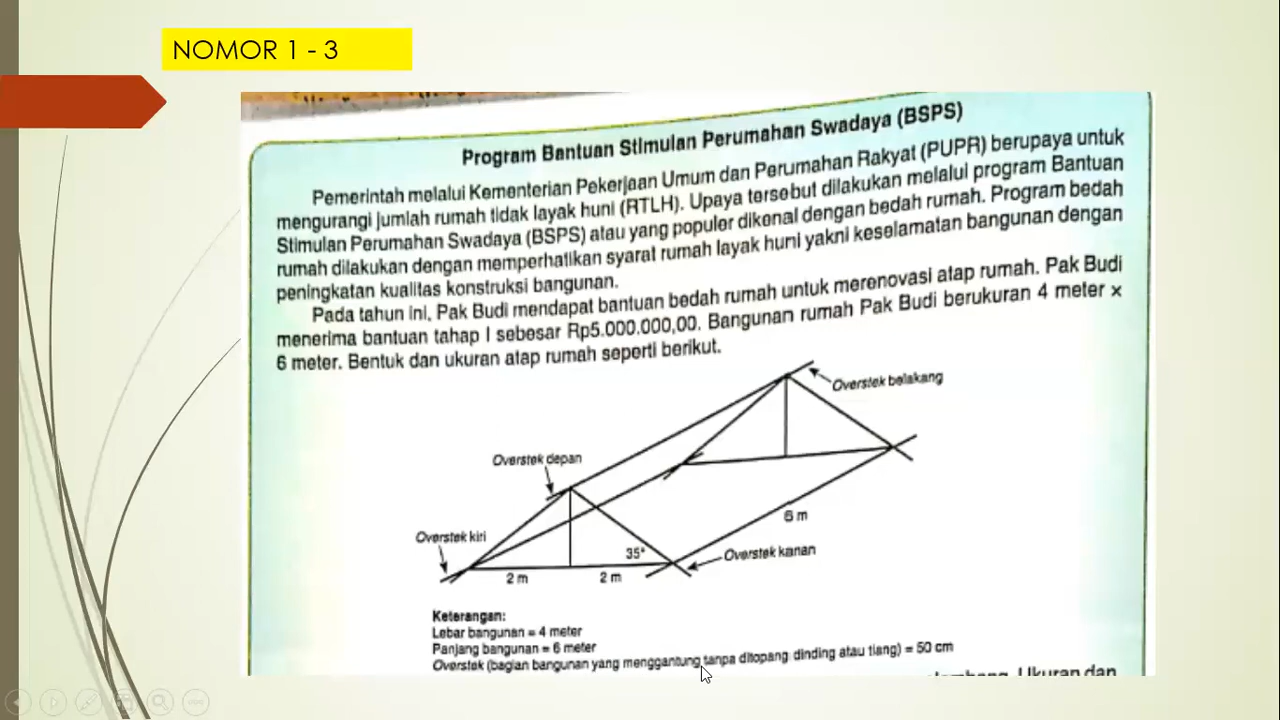 NOMOR 1 - 3
Program Bantuan Stimulan Perumahan Swadaya (BSPS)
Pemerintah melalui Kementerian Pekerjaan Umum dan Perumahan Rakyat (PUPR) berupaya untuk
mengurangi jumlah rumah tidak layak huni (RTLH). Upaya tersebut dilakukan melalui program Bantuan
Stimulan Perumahan Swadaya (BSPS) atau yang populer dikenal dengan bedah rumah. Program bedah
rumah dilakukan dengan memperhatikan syarat rumah layak huni yakni keselamatan bangunan dengan
peningkatan kualitas konstruksi bangunan.
Pada tahun ini, Pak Budi mendapat bantuan bedah rumah untuk merenovasi atap rumah. Pak Budi
menerima bantuan tahap I sebesar Rp5.000.000,00. Bangunan rumah Pak Budi berukuran 4 meter ×
6 meter. Bentuk dan ukuran atap rumah seperti berikut.
Overstek belakang
Overstek depan
6 m
Overstek kiri
35°
Overstek kanan
2 m
2 m
Keterangan:
Lebar bangunan = 4 meter
Panjang bangunan = 6 meter
Overstek (bagian bangunan yang menggantung tanpa ditopang dinding atau tiang) = 50 cm
Ukuran dan